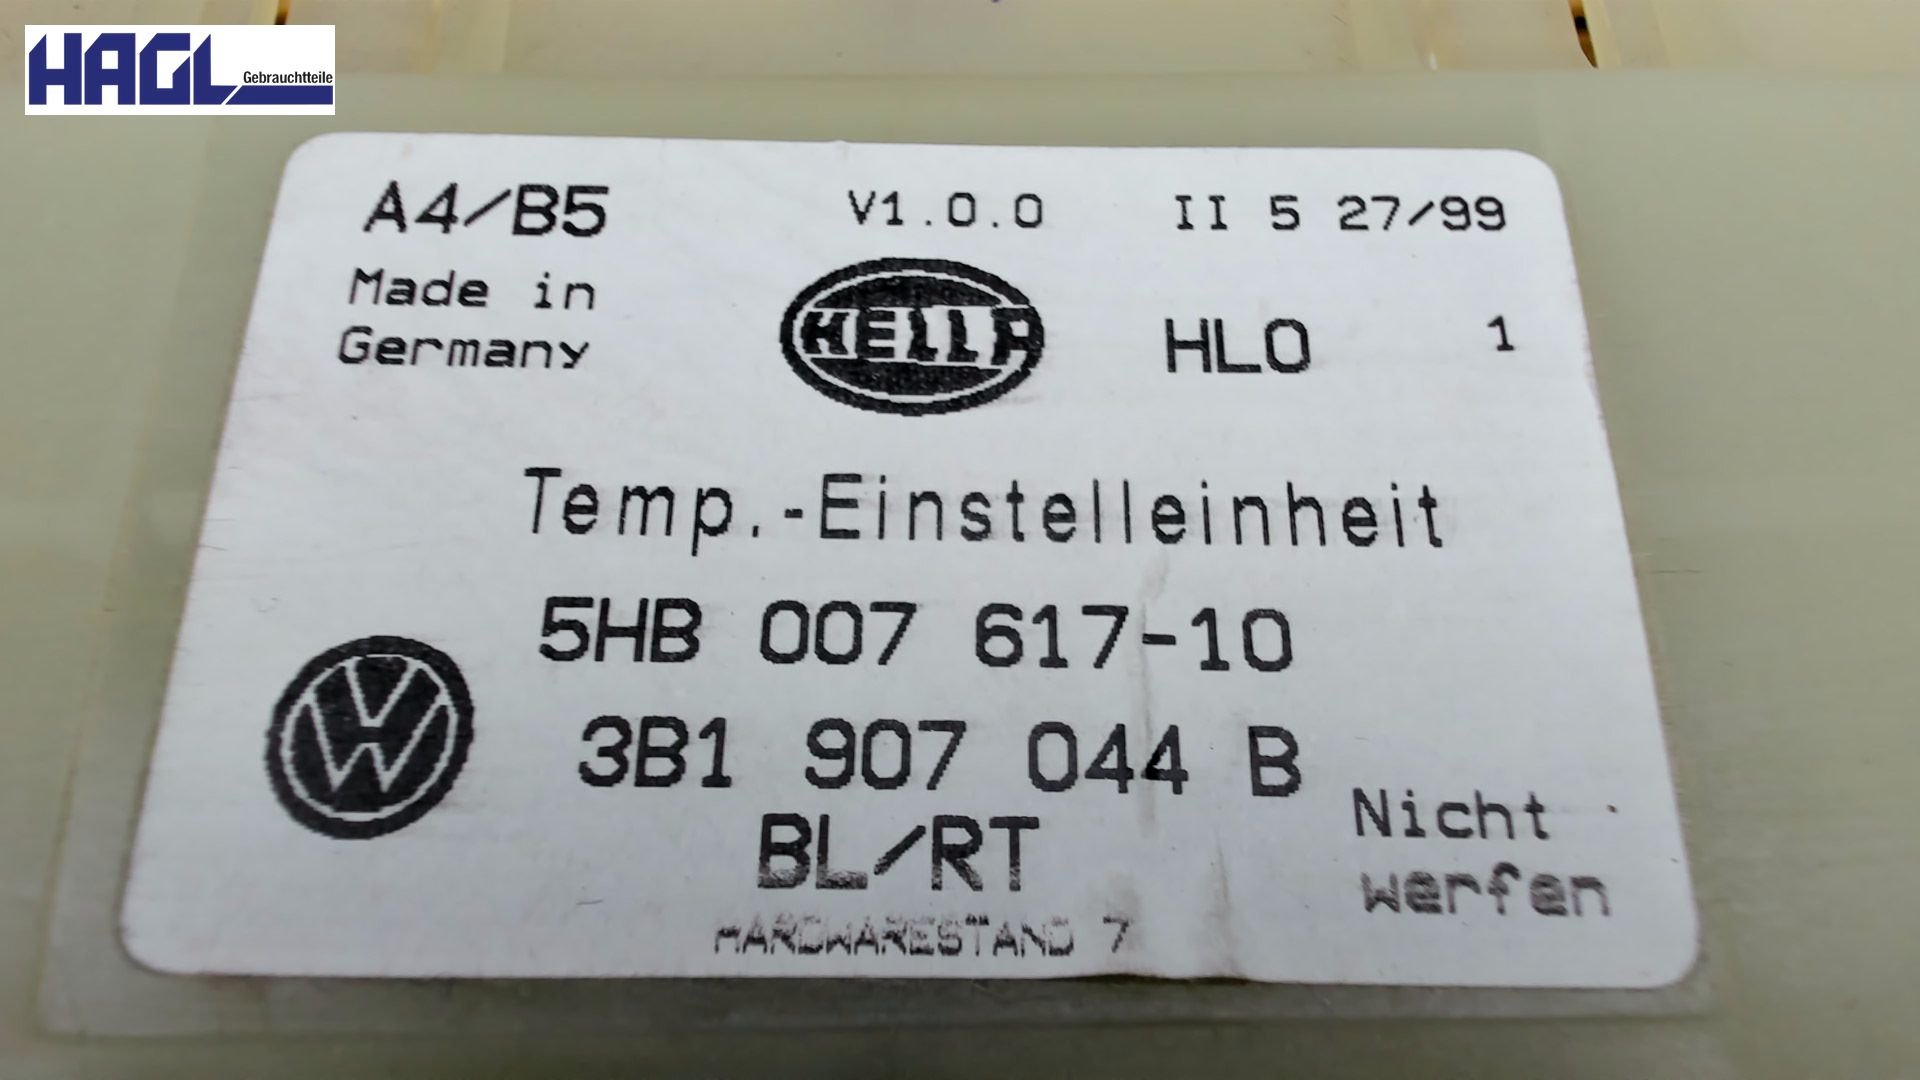 HAGL
Gebrauchtteile
A4/B5 V1.0.0 II 5 27/99
Made in
Germany
HELLA HLO 1
Temp.-Einstelleinheit
5HB 007 617-10
3B1 907 044 B
BL/RT
Nicht
werfen
HARDWARESTAND 7